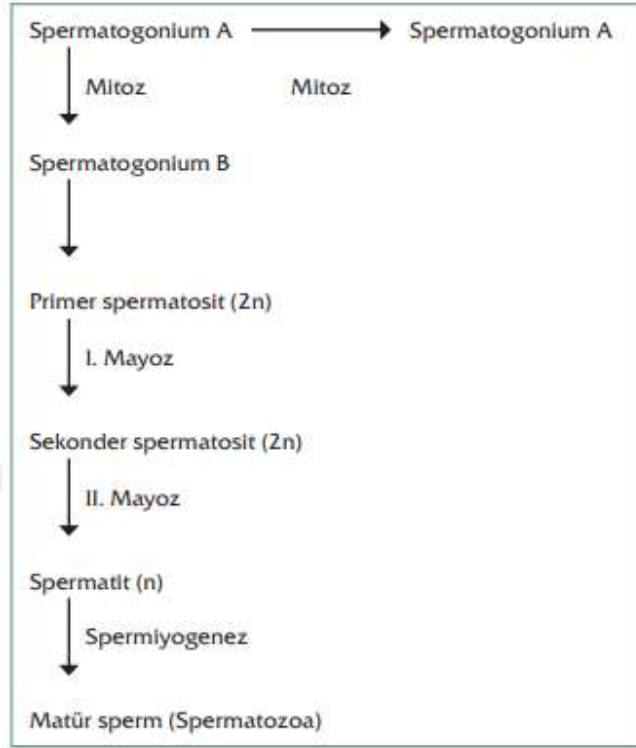 Spermatogonium A Spermatogonium A
Mitoz Mitoz
Spermatogonium B
Primer spermatosit (2n)
I. Mayoz
Sekonder spermatosit (2n)
II. Mayoz
Spermatit (n)
Spermiyogenez
Matür sperm (Spermatozoa)